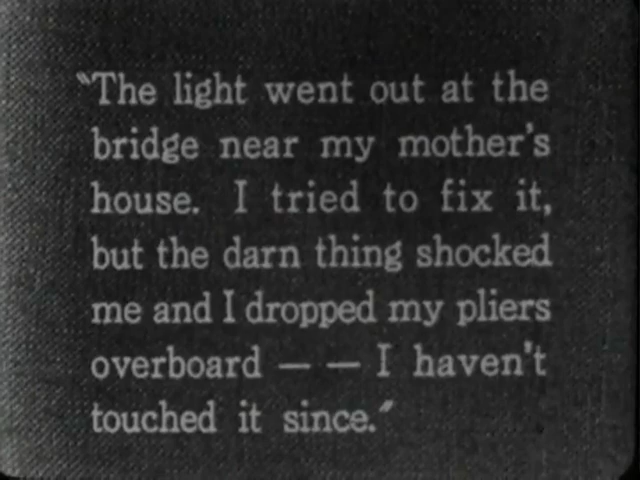 "The light went out at the
bridge near my mother's
house. I tried to fix it,
but the darn thing shocked
me and I dropped my pliers
overboard — — I haven't
touched it since."